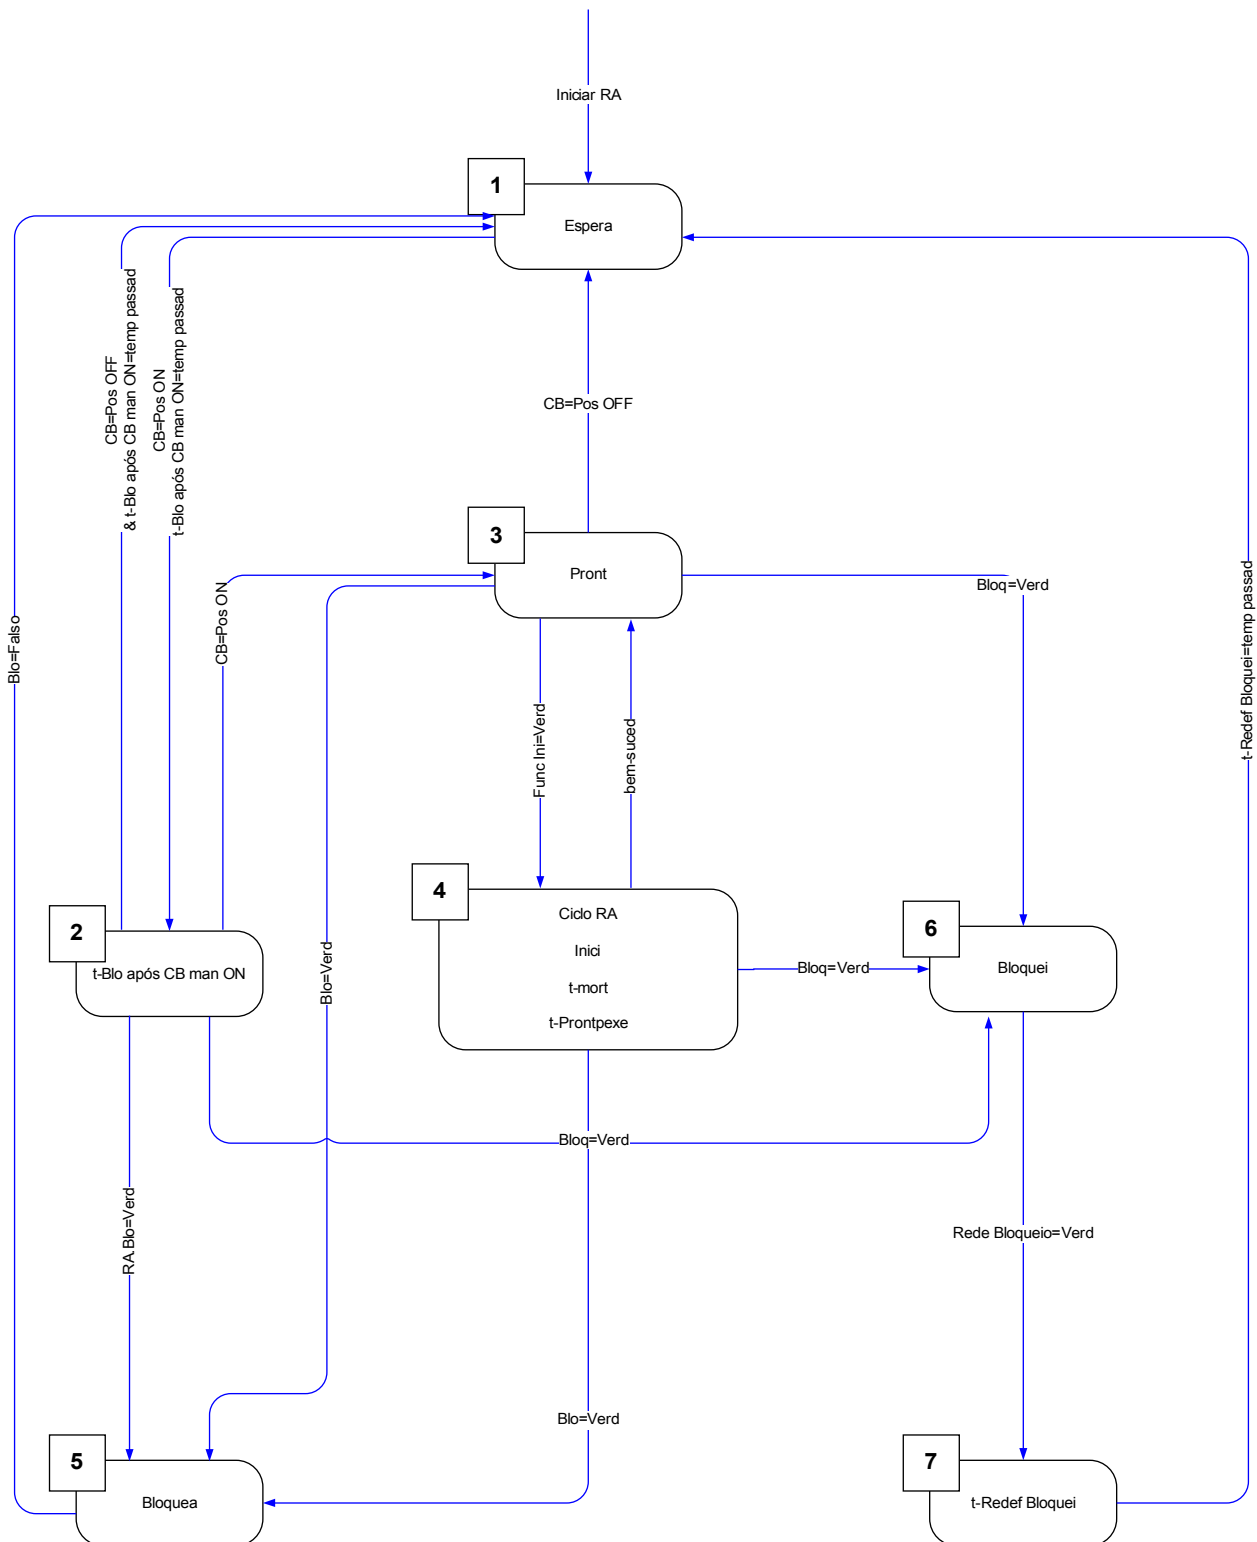 Iniciar RA
1
Espera
CB=Pos OFF
& t-Blo após CB man ON=temp passad
CB=Pos ON
t-Blo após CB man ON=temp passad
CB=Pos OFF
t-Redef Bloquei=temp passad
Blo=Falso
3
Pront
CB=Pos ON
Bloq=Verd
Func Ini=Verd
bem-suced
4
Ciclo RA
Inici
t-mort
t-Prontpexe
2
t-Blo após CB man ON
Blo=Verd
Bloq=Verd
6
Bloquei
Bloq=Verd
RA.Blo=Verd
Rede Bloqueio=Verd
Blo=Verd
5
Bloquea
7
t-Redef Bloquei